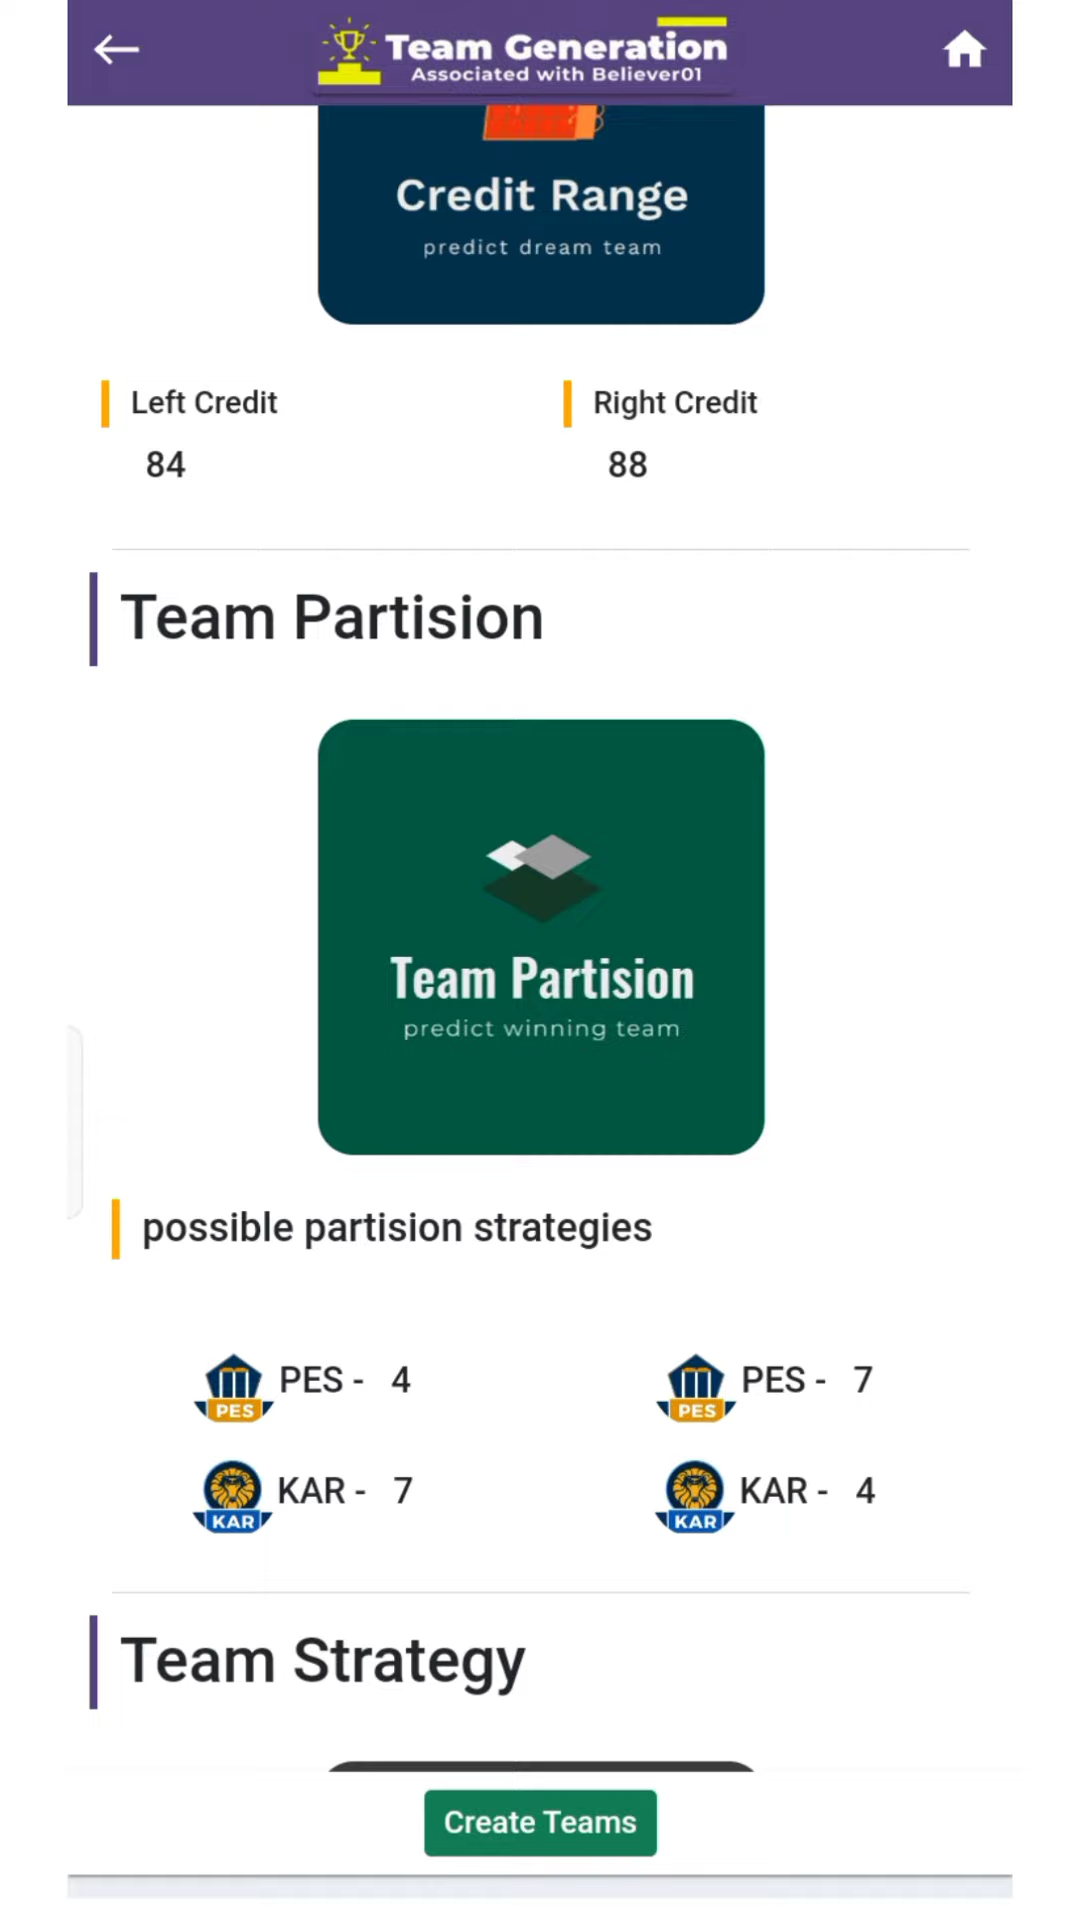 Team Generation
Associated with Believer01
Credit Range
predict dream team
Left Credit
Right Credit
84
88
Team Partision
Team Partision
predict winning team
possible partision strategies
PES
PES - 4
PES
PES - 7
KAR
KAR - 7
KAR
KAR - 4
Team Strategy
Create Teams